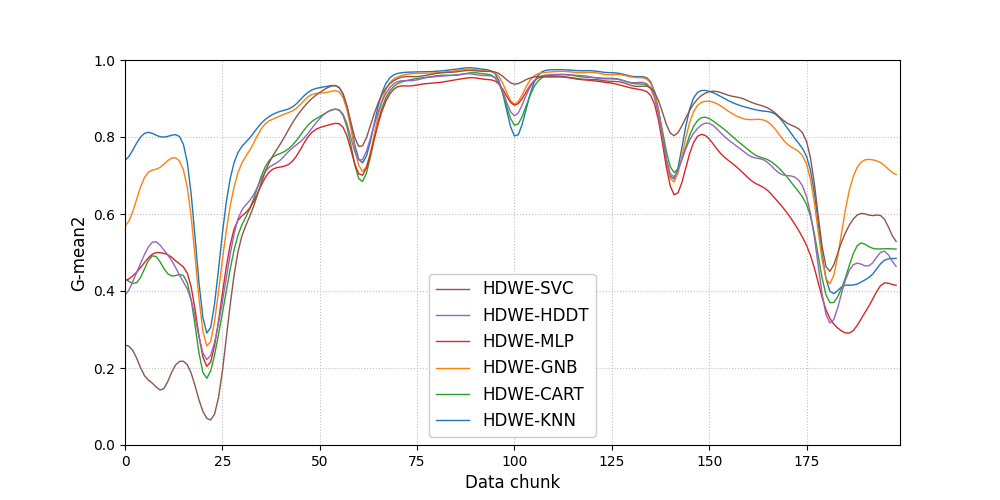 1.0
0.8
0.6
0.4
0.2
0.0
G-mean2
HDWE-SVC
HDWE-HDDT
HDWE-MLP
HDWE-GNB
HDWE-CART
HDWE-KNN
0 25 50 75 100 125 150 175
Data chunk